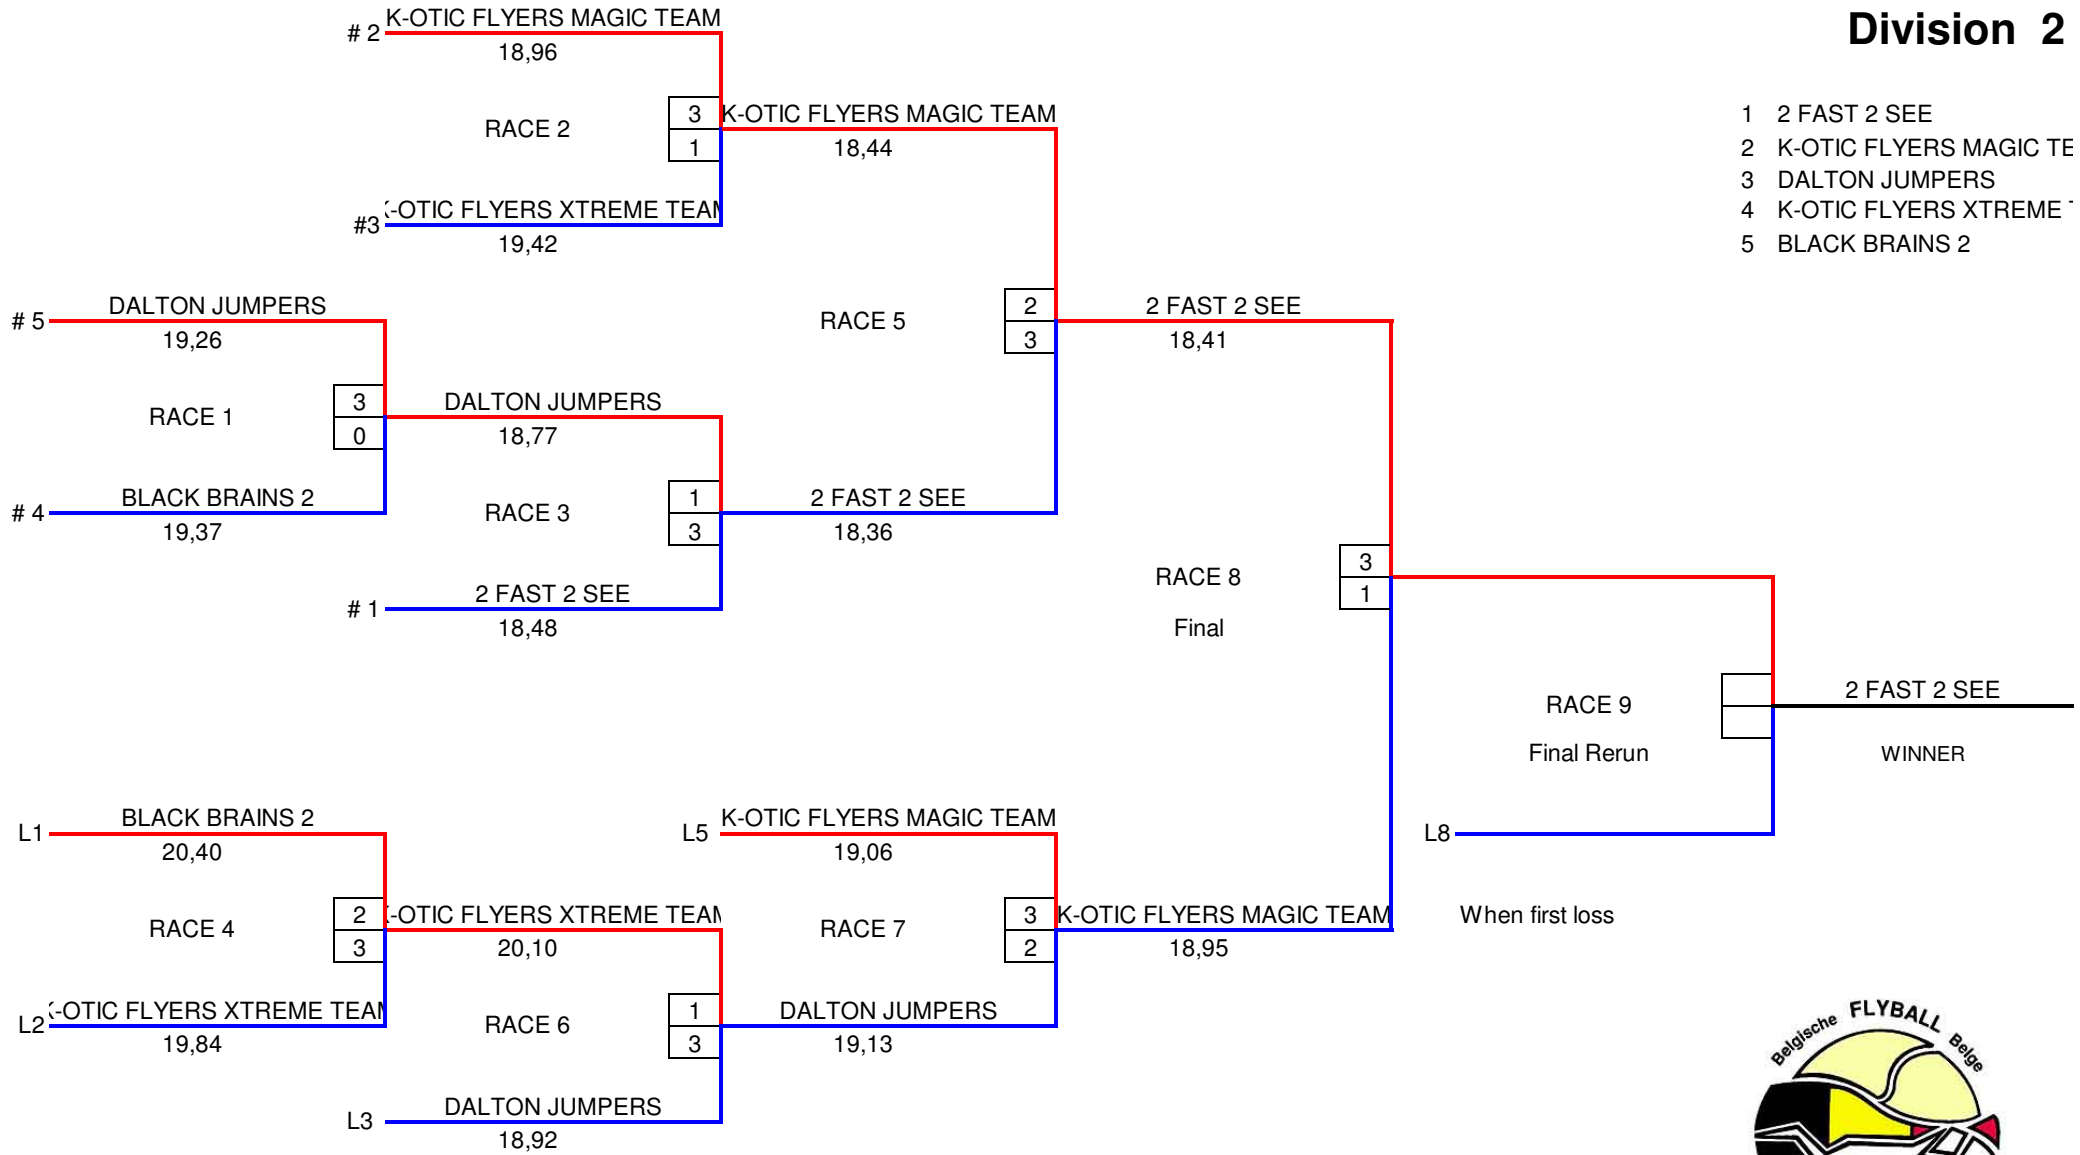 Division 2
1 2 FAST 2 SEE
2 K-OTIC FLYERS MAGIC TE
3 DALTON JUMPERS
4 K-OTIC FLYERS XTREME
5 BLACK BRAINS 2
# 2 K-OTIC FLYERS MAGIC TEAM
18,96
RACE 2
3
1
#3 K-OTIC FLYERS XTREME TEAM
19,42
K-OTIC FLYERS MAGIC TEAM
18,44
# 5 DALTON JUMPERS
19,26
RACE 1
3
0
# 4 BLACK BRAINS 2
19,37
DALTON JUMPERS
18,77
RACE 3
1
3
# 1 2 FAST 2 SEE
18,48
2 FAST 2 SEE
18,36
RACE 5
2
3
2 FAST 2 SEE
18,41
RACE 8
Final
3
1
RACE 9
Final Rerun
2 FAST 2 SEE
WINNER
L8
When first loss
L1 BLACK BRAINS 2
20,40
RACE 4
2
3
L2 K-OTIC FLYERS XTREME TEAM
19,84
K-OTIC FLYERS XTREME TEAM
20,10
RACE 6
1
3
L3 DALTON JUMPERS
18,92
L5 K-OTIC FLYERS MAGIC TEAM
19,06
RACE 7
3
2
DALTON JUMPERS
19,13
K-OTIC FLYERS MAGIC TEAM
18,95
Belgische FLYBALL Belge